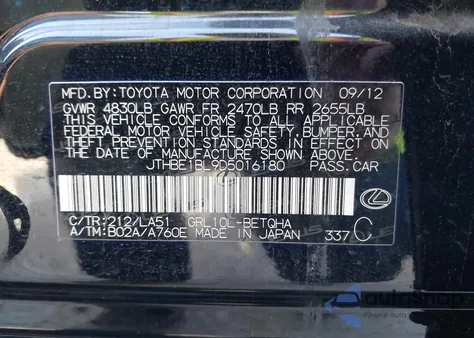 MFD.BY:TOYOTA MOTOR CORPORATION 09/12
GVWR 4830LB GAWR FR 2470LB RR 2655LB
THIS VEHICLE CONFORMS TO ALL APPLICABLE
FEDERAL MOTOR VEHICLE SAFETY, BUMPER, AND
THEFT PREVENTION STANDARDS IN EFFECT ON
THE DATE OF MANUFACTURE SHOWN ABOVE.
JTHBE1BL9D5016180 PASS.CAR
C/TR:212/LA51 GRL10L-BETQHA
A/TM:B02A/A760E MADE IN JAPAN 337 C
autoSnap